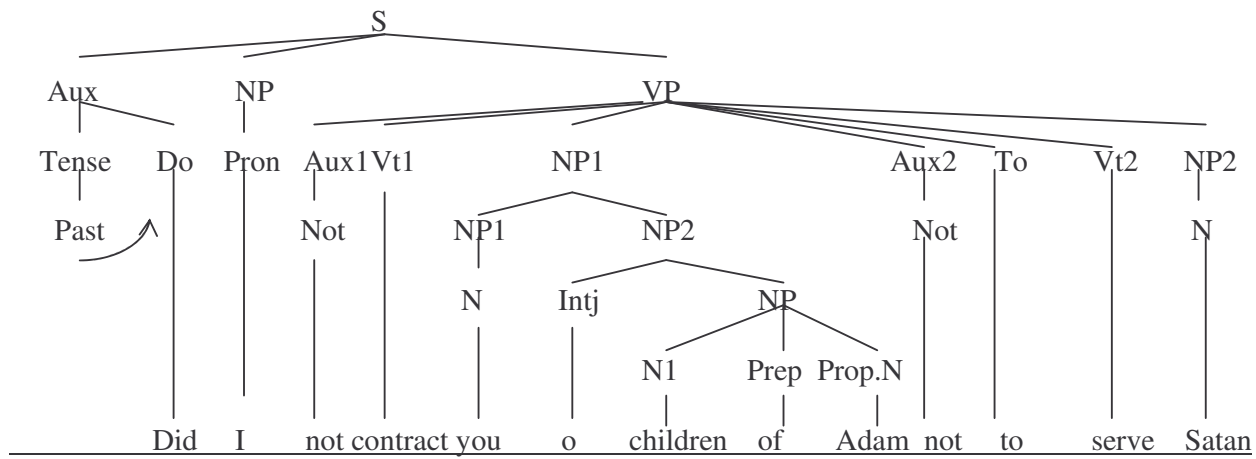 S
Aux NP VP
Tense Do Pron Aux1 Vt1 NP1 Aux2 To Vt2 NP2
Past Not NP1 NP2 Not N
N Intj NP
N1 Prep Prop.N
Did I not contract you o children of Adam not to serve Satan